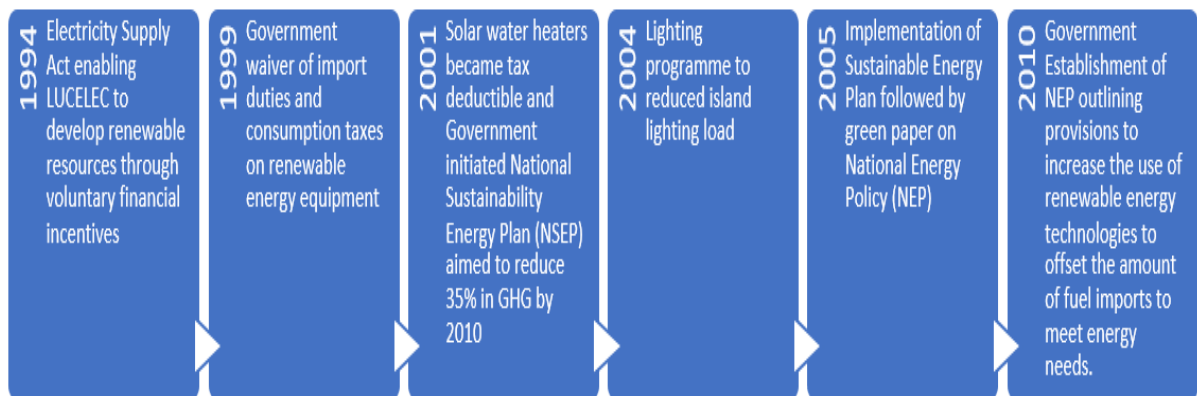 1994
Electricity Supply
Act enabling
LUCELEC to
develop renewable
resources through
voluntary financial
incentives
1999
Government
waiver of import
duties and
consumption taxes
on renewable
energy equipment
2001
Solar water heaters
became tax
deductible and
Government
initiated National
Sustainability
Energy Plan (NSEP)
aimed to reduce
35% in GHG by
2010
2004
Lighting
programme to
reduced island
lighting load
2005
Implementation of
Sustainable Energy
Plan followed by
green paper on
National Energy
Policy (NEP)
2010
Government
Establishment of
NEP outlining
provisions to
increase the use of
renewable energy
technologies to
offset the amount
of fuel imports to
meet energy
needs.